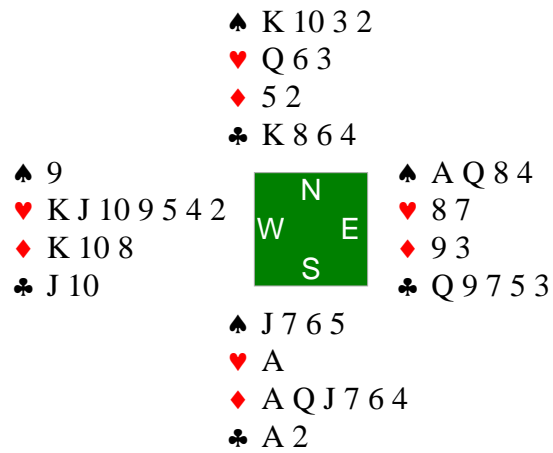 ♠ K 10 3 2
♥ Q 6 3
♦ 5 2
♣ K 8 6 4
♠ 9
♥ K J 10 9 5 4 2
♦ K 10 8
♣ J 10
N
W E
S
♠ A Q 8 4
♥ 8 7
♦ 9 3
♣ Q 9 7 5 3
♠ J 7 6 5
♥ A
♦ A Q J 7 6 4
♣ A 2